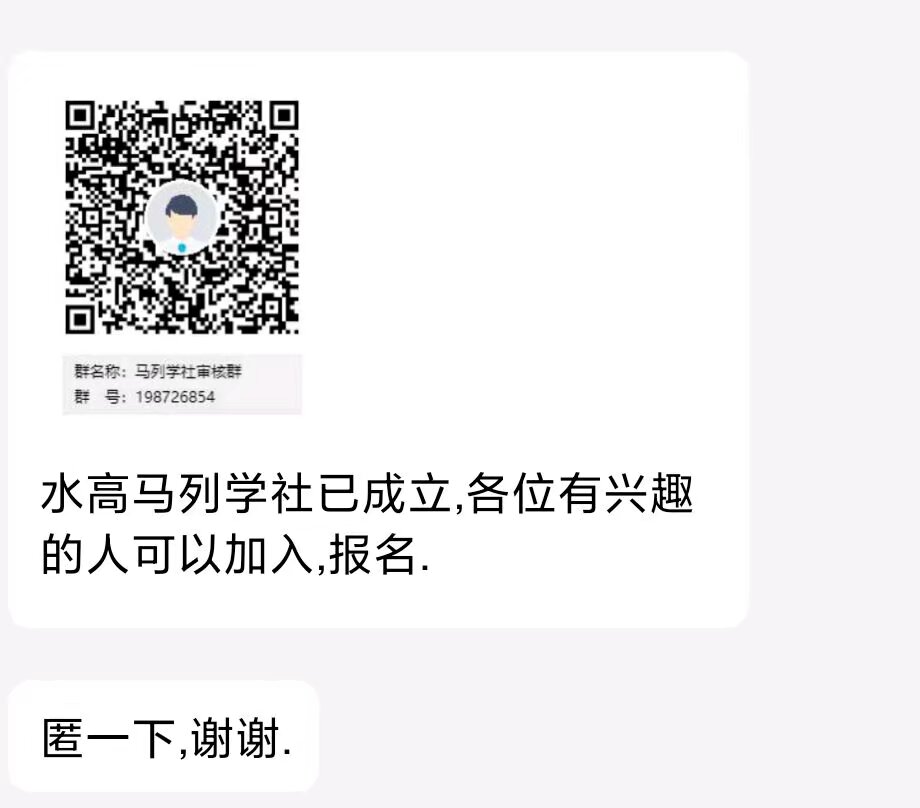 群名称：马列学社审核群
群　号：198726854
水高马列学社已成立,各位有兴趣
的人可以加入,报名.
匿一下,谢谢.